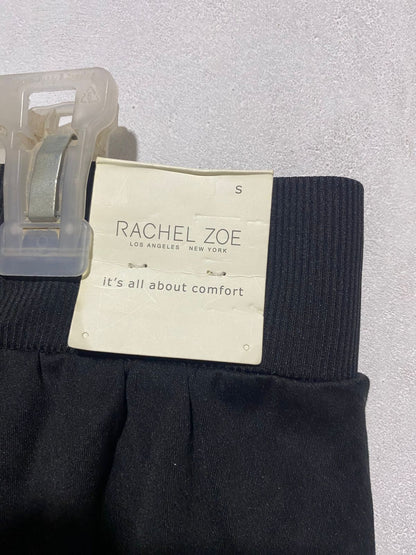 S
RACHEL ZOE
LOS ANGELES NEW YORK
it's all about comfort